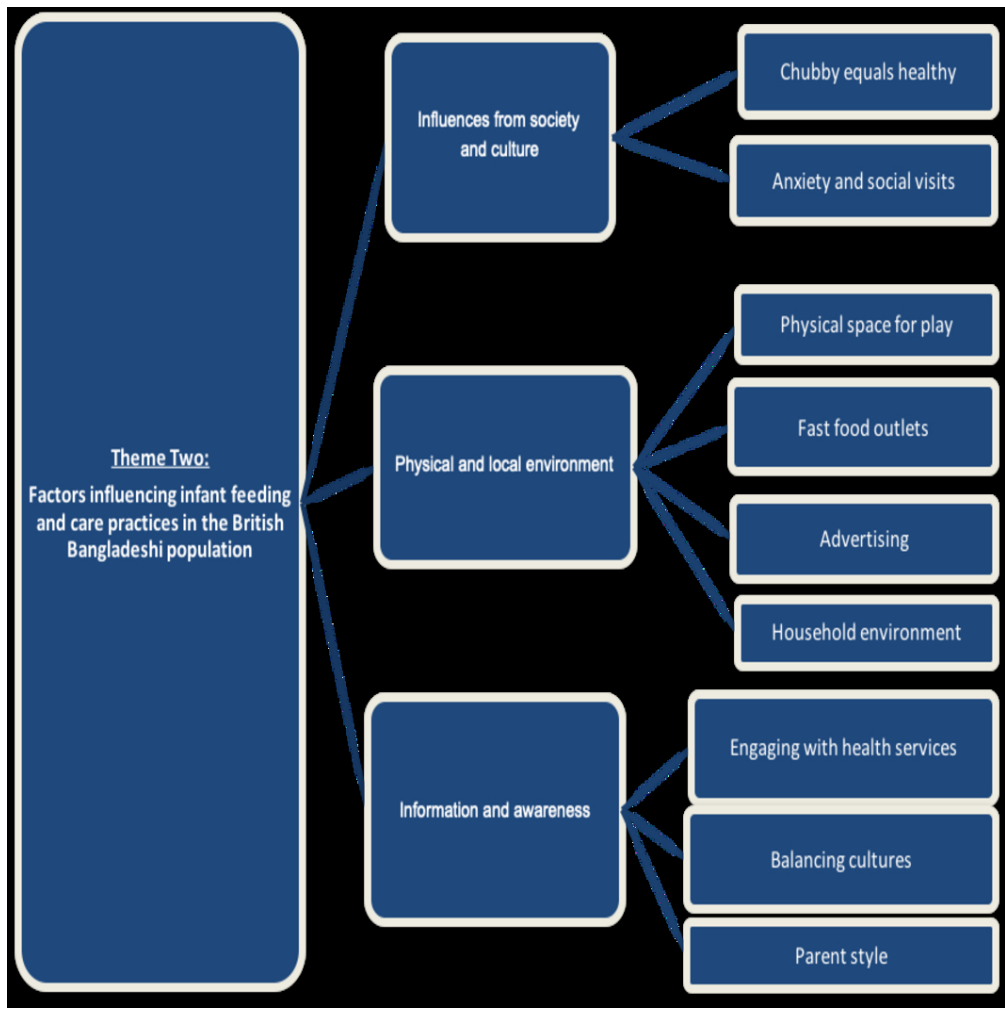 Theme Two:
Factors influencing infant feeding
and care practices in the British
Bangladeshi population
Influences from society
and culture
Chubby equals healthy
Anxiety and social visits
Physical and local environment
Physical space for play
Fast food outlets
Advertising
Household environment
Information and awareness
Engaging with health services
Balancing cultures
Parent style